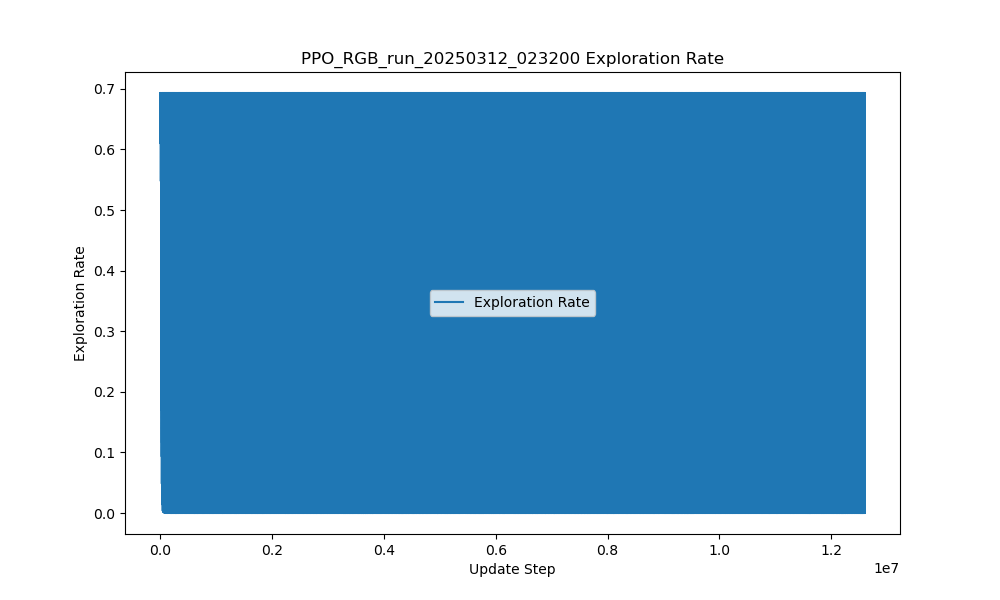 PPO_RGB_run_20250312_023200 Exploration Rate
0.7
0.6
0.5
0.4
0.3
0.2
0.1
0.0
Exploration Rate
Exploration Rate
0.0 0.2 0.4 0.6 0.8 1.0 1.2
1e7
Update Step